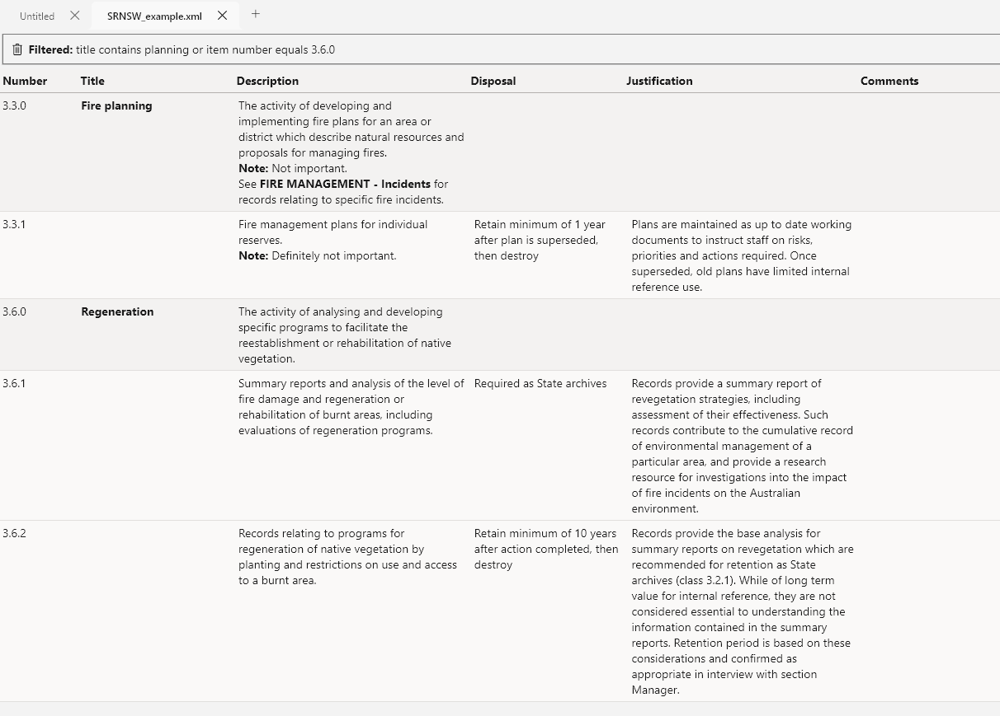 Untitled
SRNSW_example.xml
Filtered: title contains planning or item number equals 3.6.0
Number Title Description Disposal Justification Comments
3.3.0 Fire planning
The activity of developing and
implementing fire plans for an area or
district which describe natural resources and
proposals for managing fires.
Note: Not important.
See FIRE MANAGEMENT - Incidents for
records relating to specific fire incidents.
3.3.1
Fire management plans for individual
reserves.
Note: Definitely not important.
Retain minimum of 1 year
after plan is superseded,
then destroy
Plans are maintained as up to date working
documents to instruct staff on risks,
priorities and actions required. Once
superseded, old plans have limited internal
reference use.
3.6.0 Regeneration
The activity of analysing and developing
specific programs to facilitate the
reestablishment or rehabilitation of native
vegetation.
3.6.1
Summary reports and analysis of the level of
fire damage and regeneration or
rehabilitation of burnt areas, including
evaluations of regeneration programs.
Required as State archives
Records provide a summary report of
revegetation strategies, including
assessment of their effectiveness. Such
records contribute to the cumulative record
of environmental management of a
particular area, and provide a research
resource for investigations into the impact
of fire incidents on the Australian
environment.
3.6.2
Records relating to programs for
regeneration of native vegetation by
planting and restrictions on use and access
to a burnt area.
Retain minimum of 10 years
after action completed, then
destroy
Records provide the base analysis for
summary reports on revegetation which are
recommended for retention as State
archives (class 3.2.1). While of long term
value for internal reference, they are not
considered essential to understanding the
information contained in the summary
reports. Retention period is based on these
considerations and confirmed as
appropriate in interview with section
Manager.